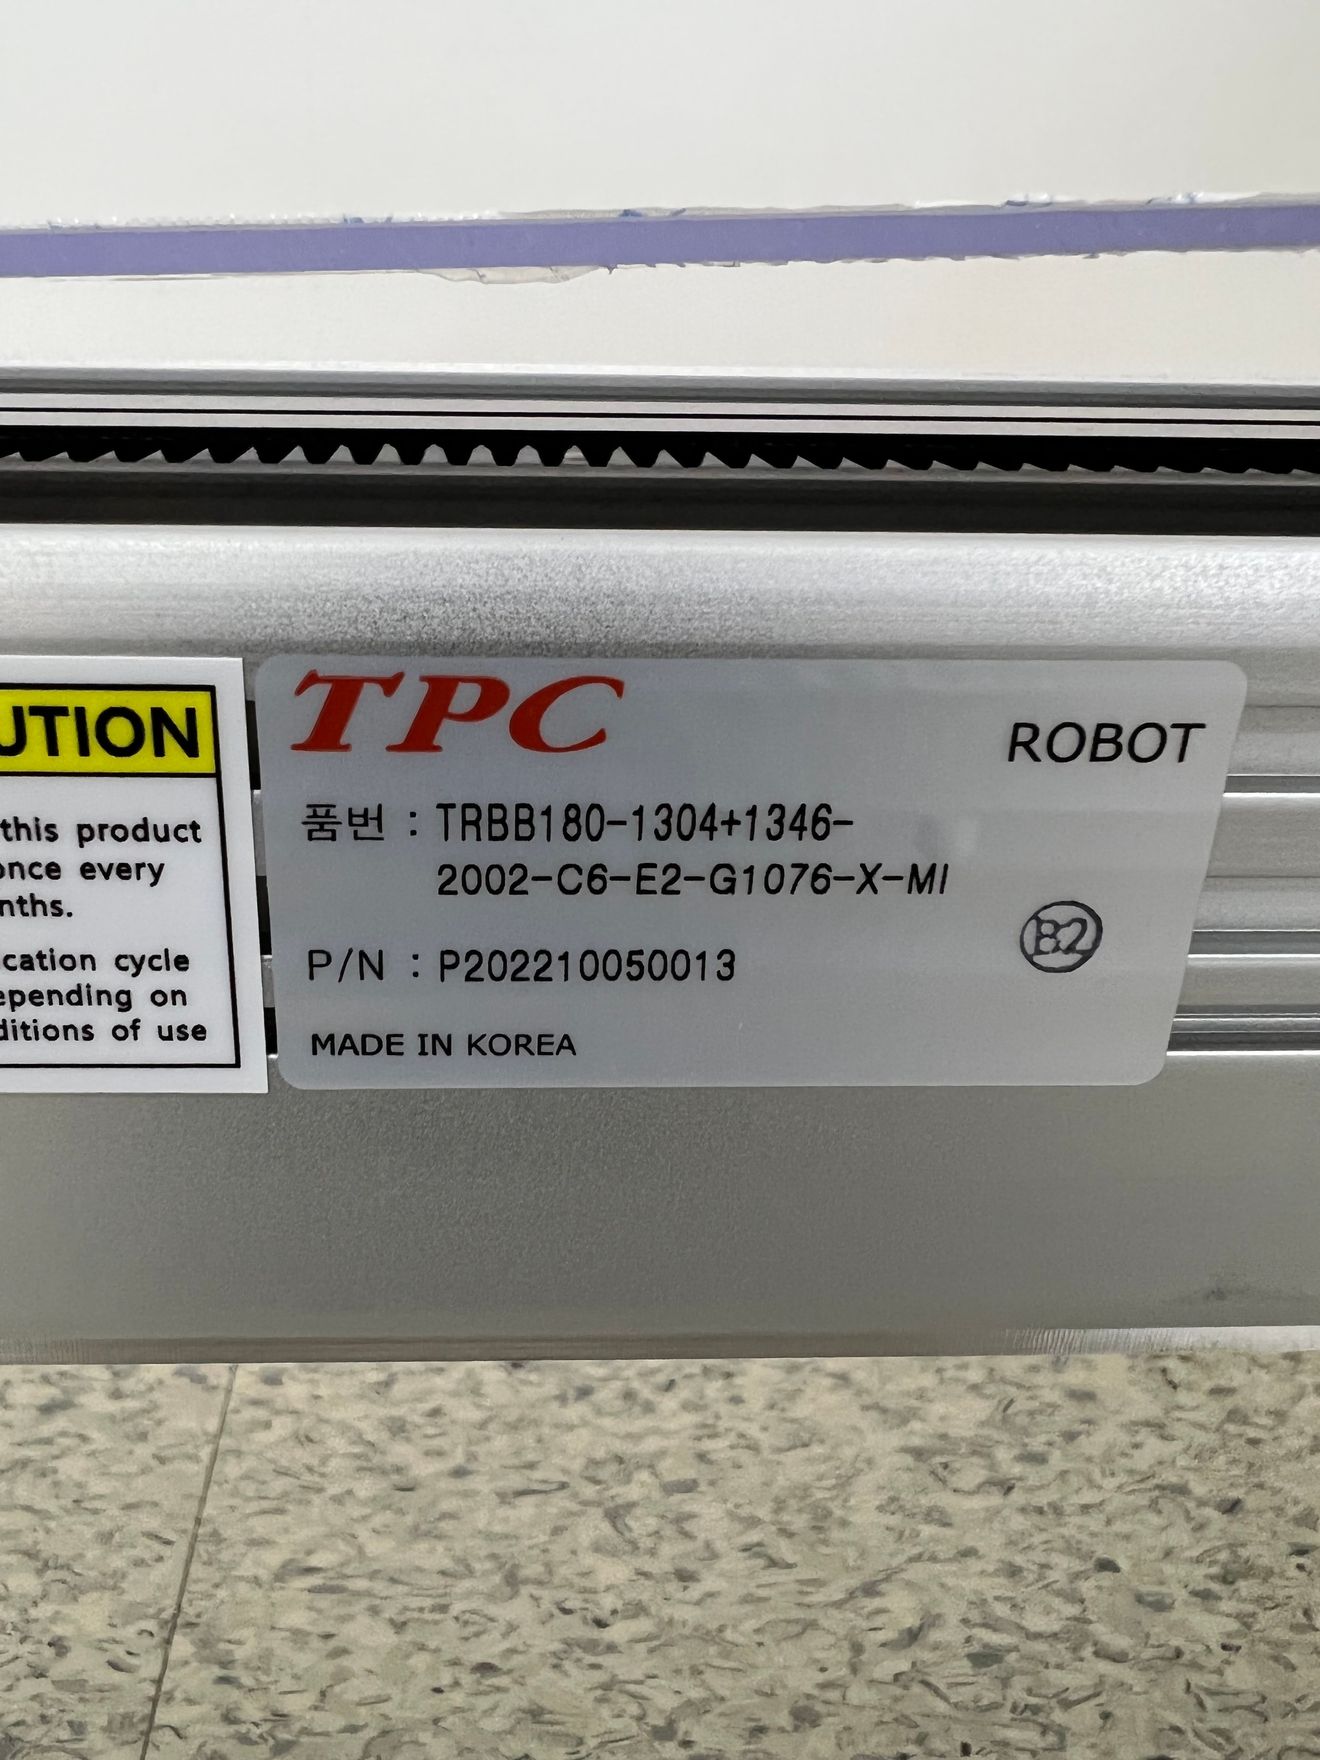 UTION
this product
once every
nths.
cation cycle
epending on
ditions of use
TPC
ROBOT
품번 : TRBB180-1304+1346-
2002-C6-E2-G1076-X-MI
B2
P/N : P202210050013
MADE IN KOREA